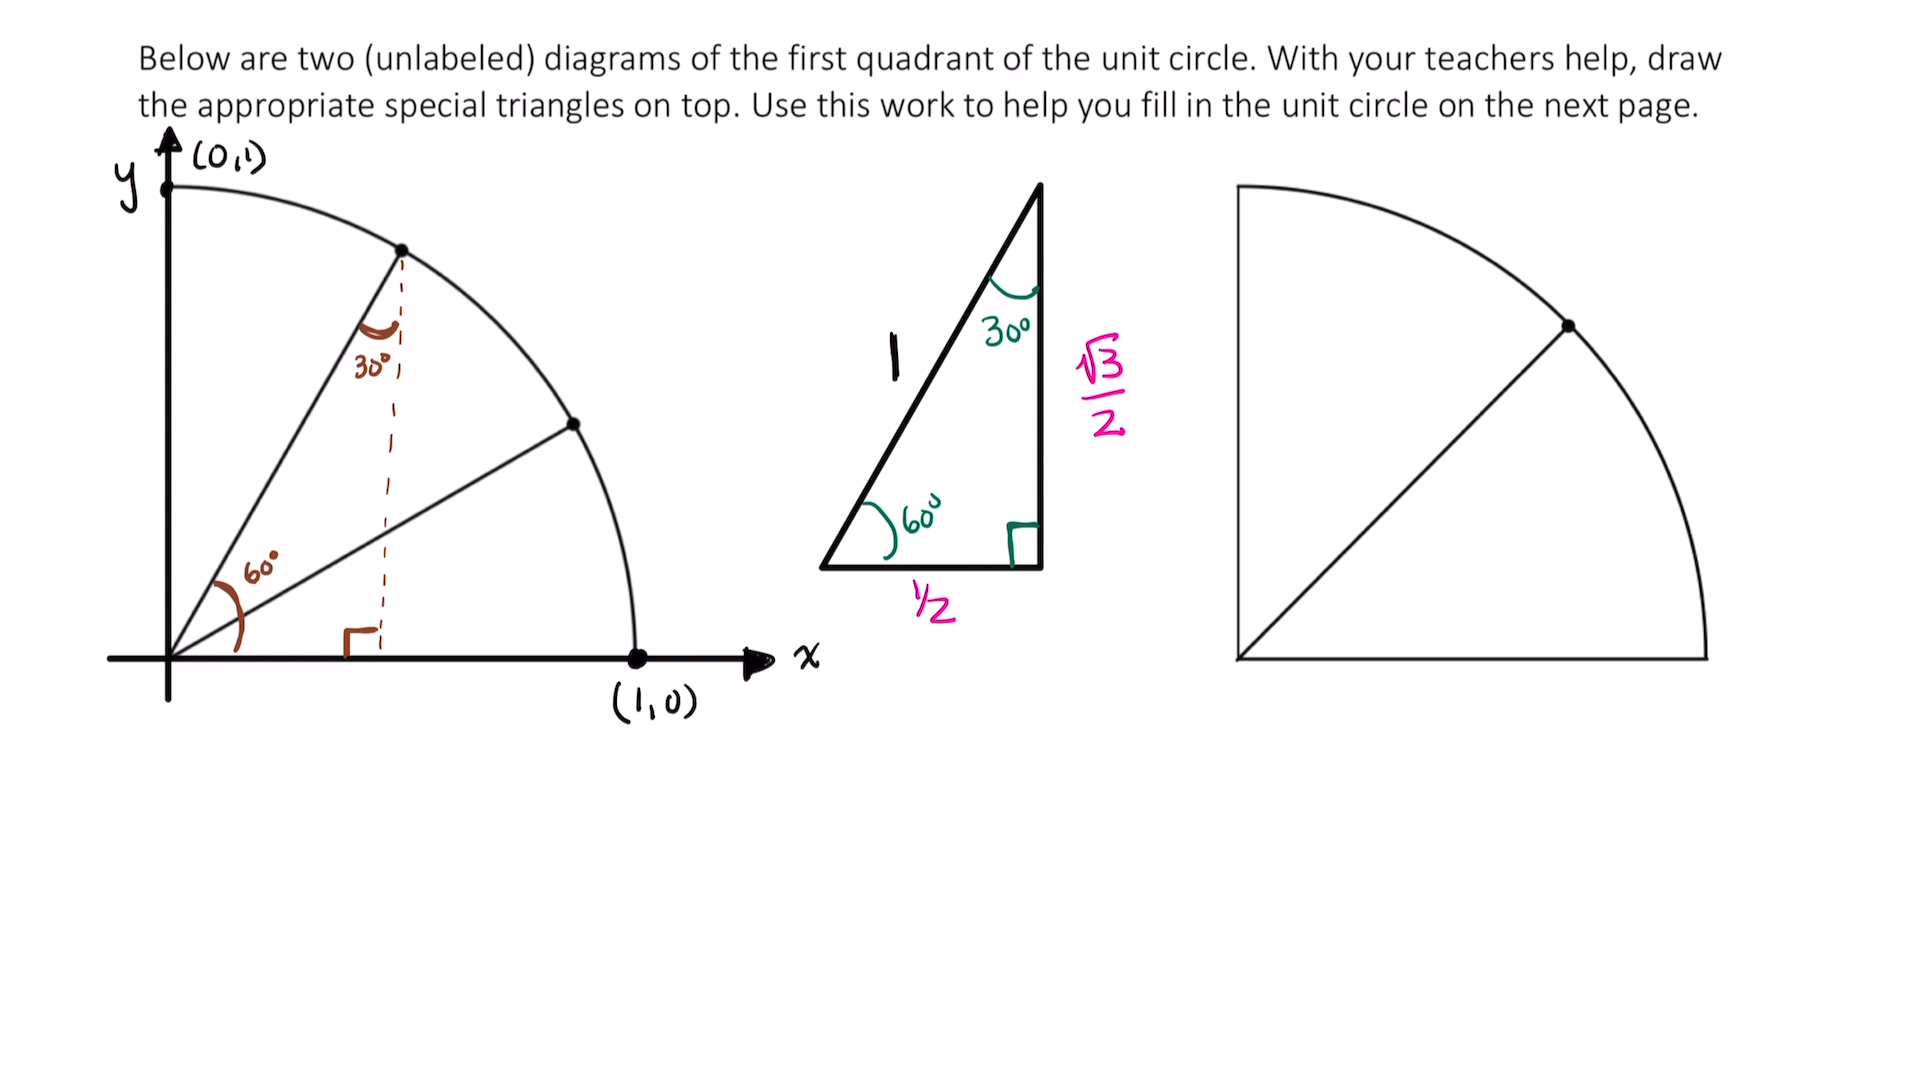 Below are two (unlabeled) diagrams of the first quadrant of the unit circle. With your teachers help, draw
the appropriate special triangles on top. Use this work to help you fill in the unit circle on the next page.
y
(0,1)
30°
60°
x
(1,0)
1
30°
√3/2
60°
1/2